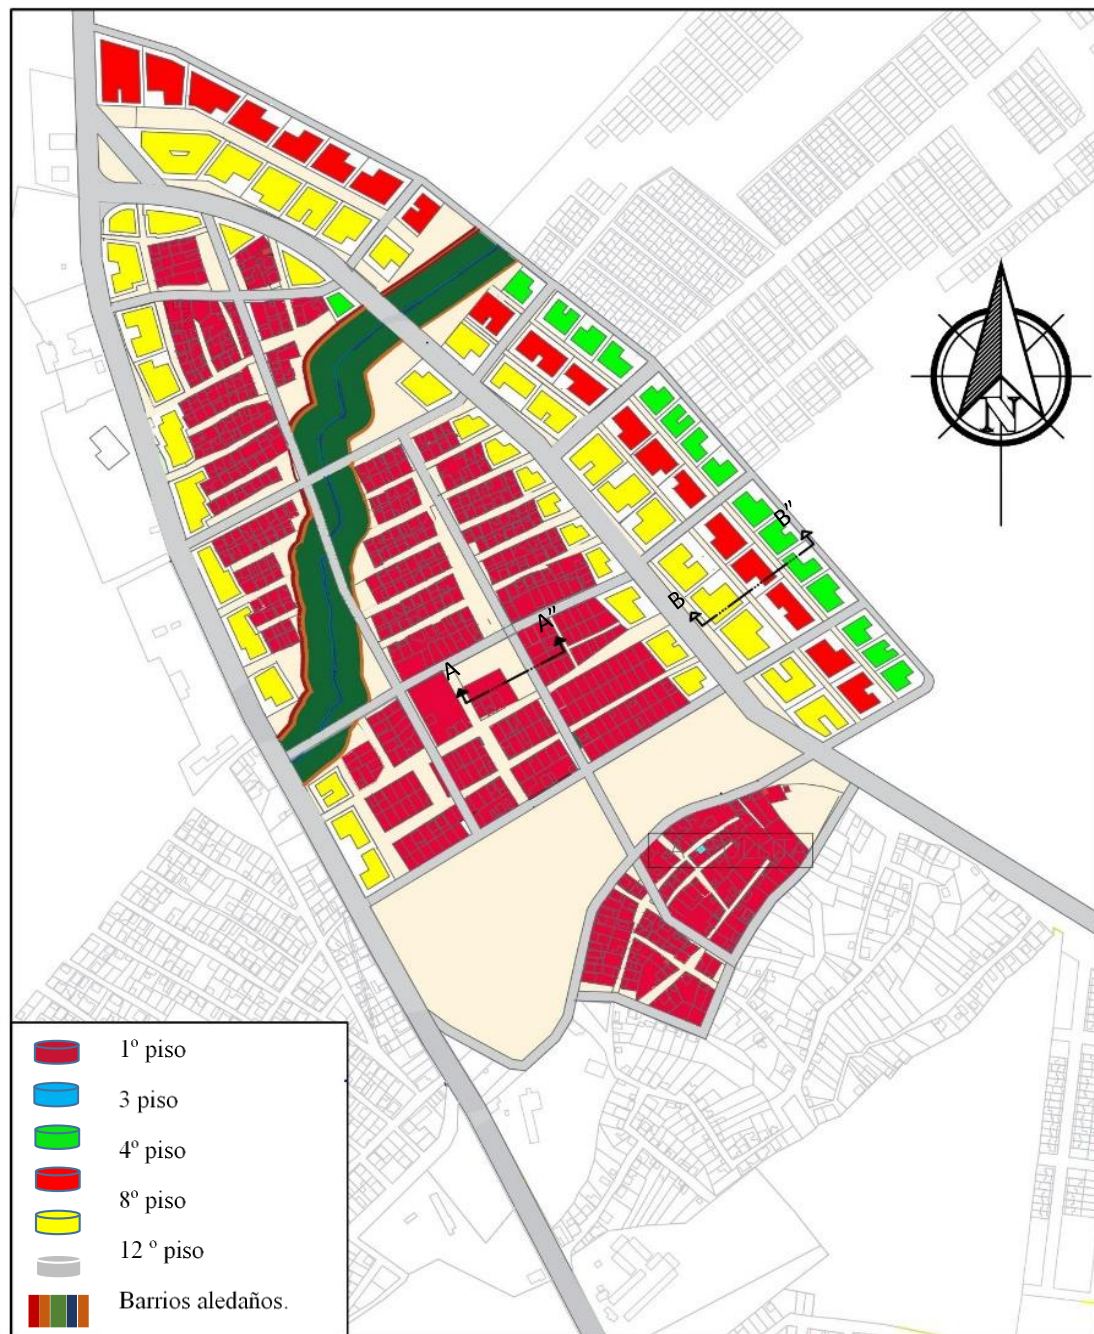 N
B”
B
A”
A
1º piso
3 piso
4º piso
8º piso
12 º piso
Barrios aledaños.